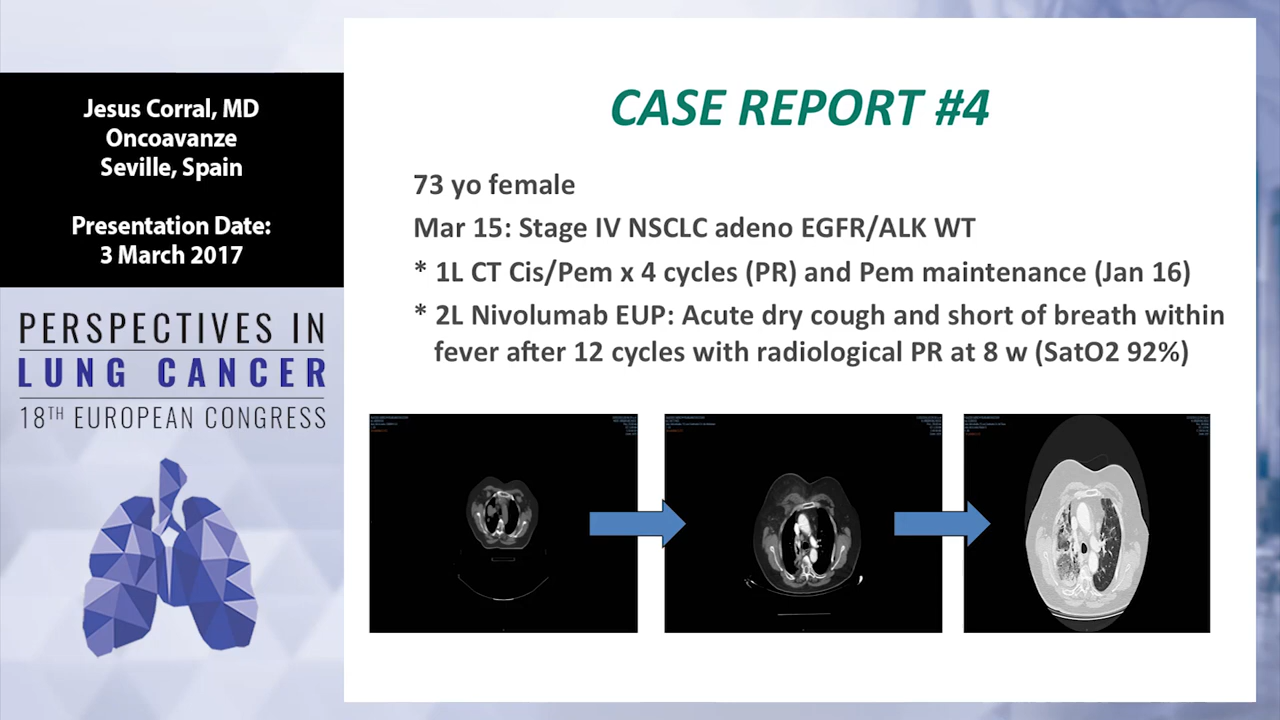 Jesus Corral, MD
Oncoavanze
Seville, Spain
Presentation Date:
3 March 2017
PERSPECTIVES IN
LUNG CANCER
18TH EUROPEAN CONGRESS
CASE REPORT #4
73 yo female
Mar 15: Stage IV NSCLC adeno EGFR/ALK WT
* 1L CT Cis/Pem x 4 cycles (PR) and Pem maintenance (Jan 16)
* 2L Nivolumab EUP: Acute dry cough and short of breath within
fever after 12 cycles with radiological PR at 8 w (SatO2 92%)